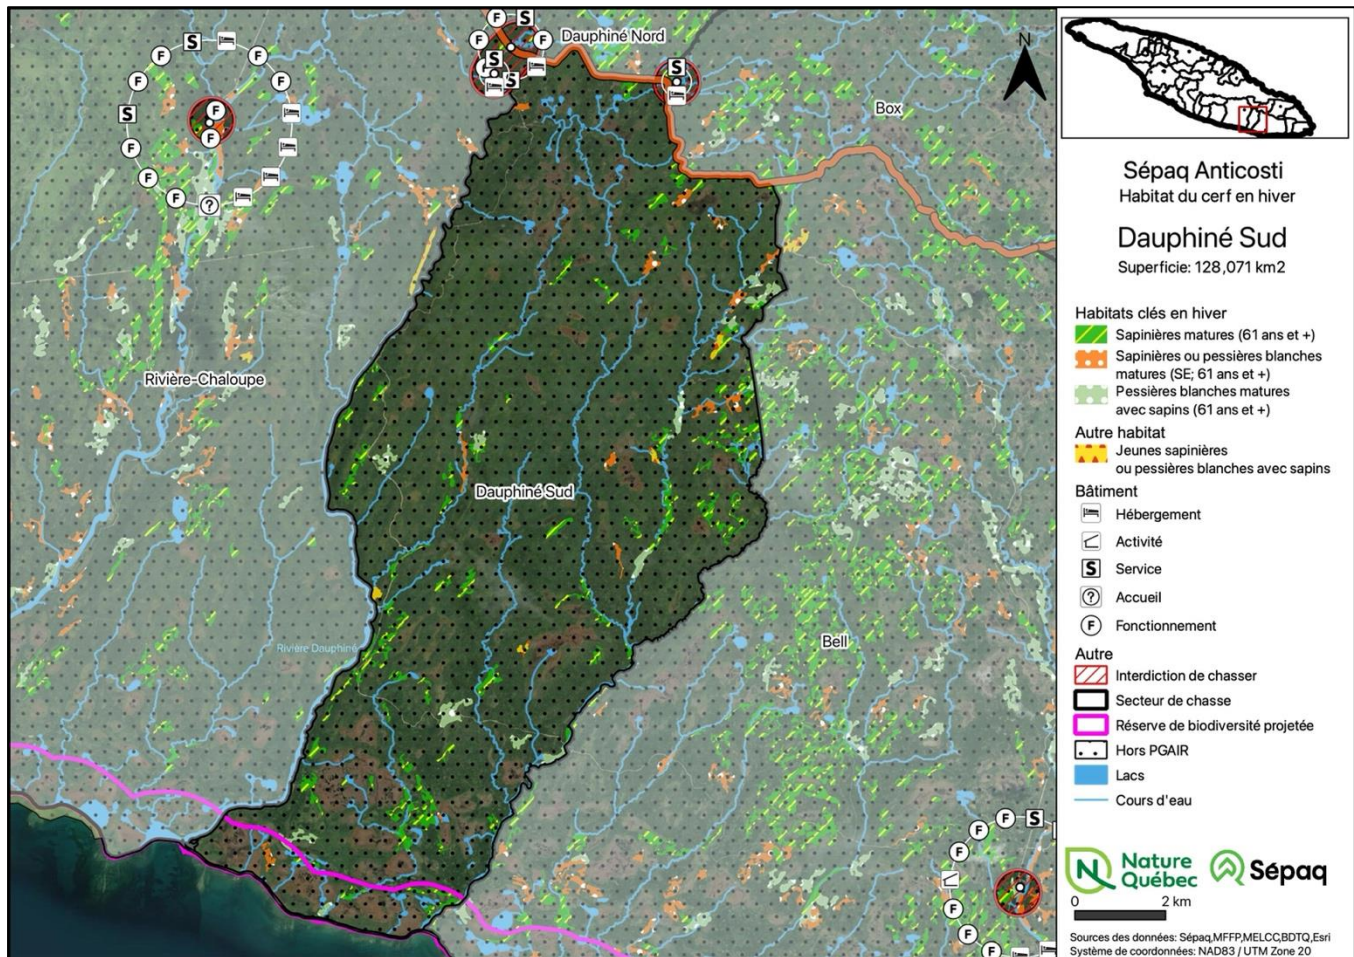 Dauphiné Nord
Box
Rivière-Chaloupe
Dauphiné Sud
Rivière Dauphiné
Bell
N
Sépaq Anticosti
Habitat du cerf en hiver
Dauphiné Sud
Superficie: 128,071 km2
Habitats clés en hiver
Sapinières matures (61 ans et +)
Sapinières ou pessières blanches
matures (SE; 61 ans et +)
Pessières blanches matures
avec sapins (61 ans et +)
Autre habitat
Jeunes sapinières
ou pessières blanches avec sapins
Bâtiment
Hébergement
Activité
S Service
? Accueil
F Fonctionnement
Autre
Interdiction de chasser
Secteur de chasse
Réserve de biodiversité projetée
Hors PGAIR
Lacs
Cours d'eau
Nature
Québec
Sépaq
0 2 km
Sources des données: Sépaq,MFFP,MELCC,BDTQ,Esri
Système de coordonnées: NAD83 / UTM Zone 20